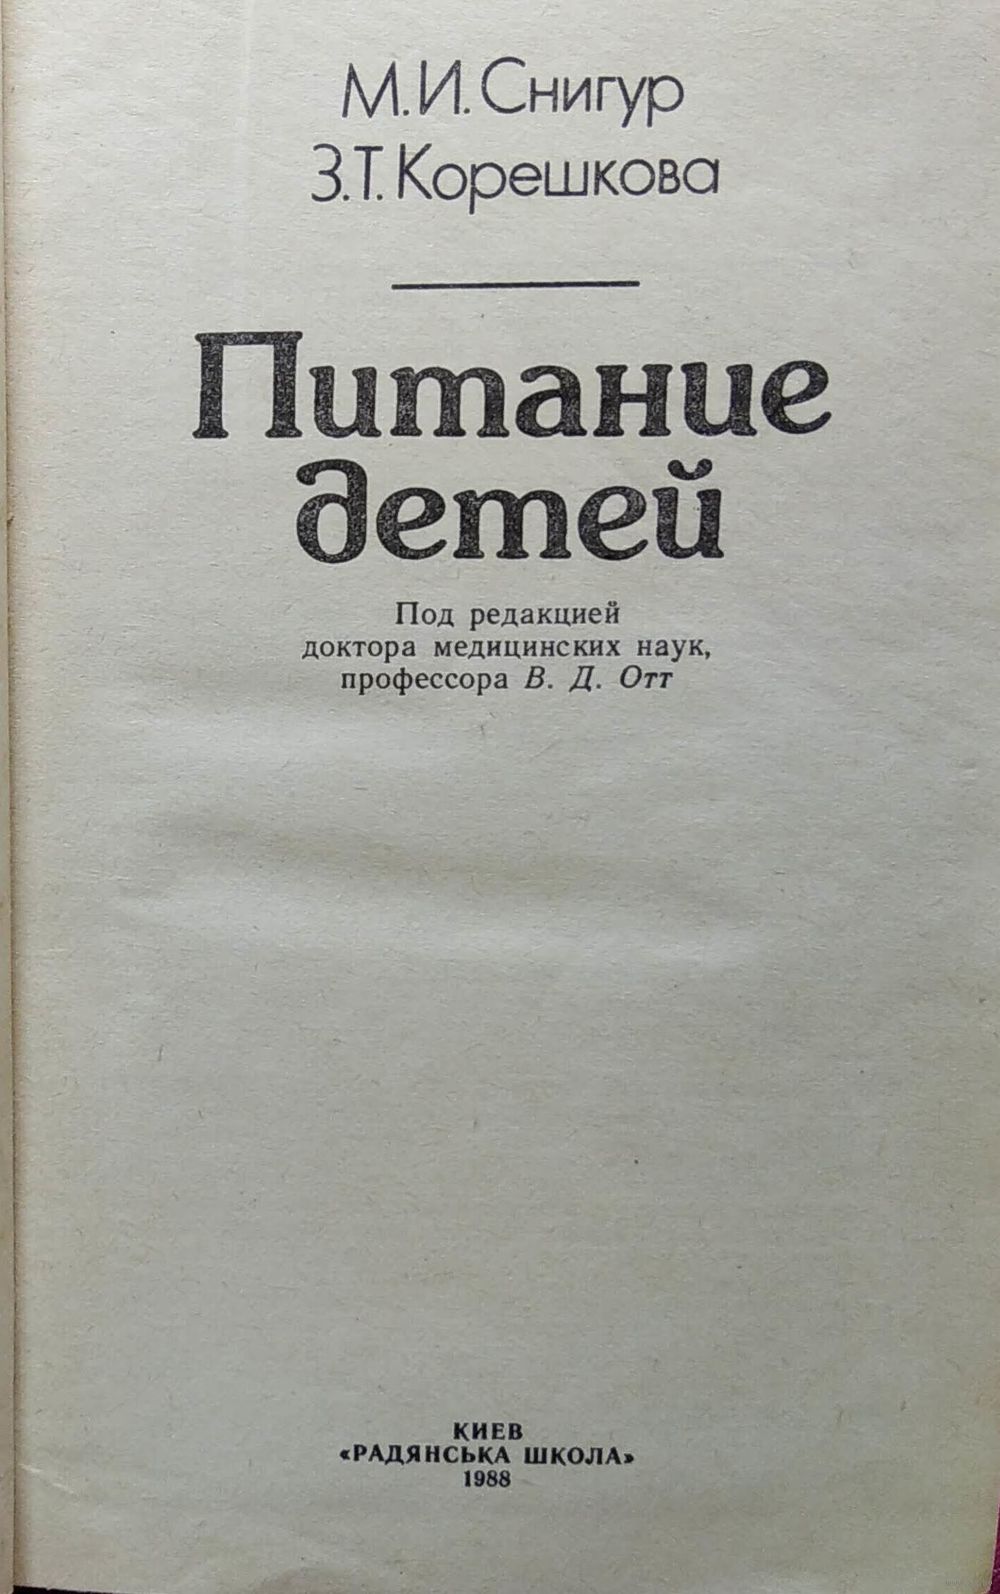 М.И. Снигур
З.Т. Корешкова
Питание
детей
Под редакцией
доктора медицинских наук,
профессора В. Д. Отт
КИЕВ
«РАДЯНСЬКА ШКОЛА»
1988